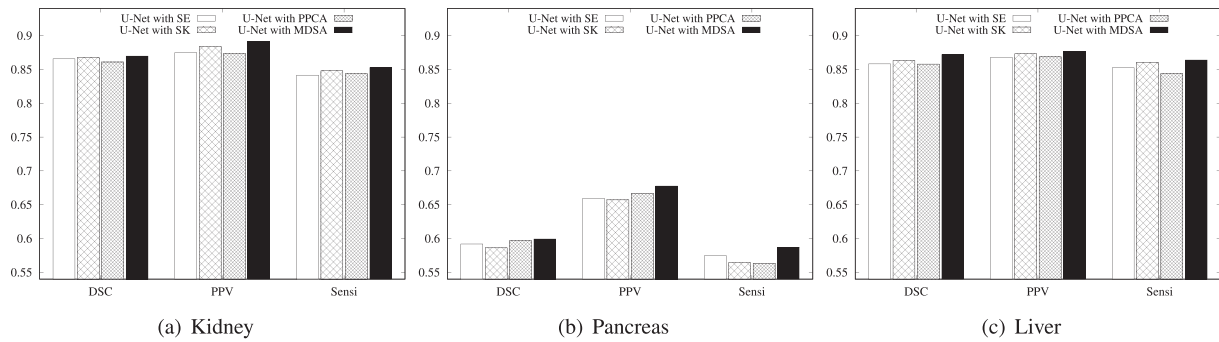 U-Net with SE U-Net with PPCA
U-Net with SK U-Net with MDSA
0.9
0.85
0.8
0.75
0.7
0.65
0.6
0.55
DSC PPV Sensi
(a) Kidney
U-Net with SE U-Net with PPCA
U-Net with SK U-Net with MDSA
0.9
0.85
0.8
0.75
0.7
0.65
0.6
0.55
DSC PPV Sensi
(b) Pancreas
U-Net with SE U-Net with PPCA
U-Net with SK U-Net with MDSA
0.9
0.85
0.8
0.75
0.7
0.65
0.6
0.55
DSC PPV Sensi
(c) Liver